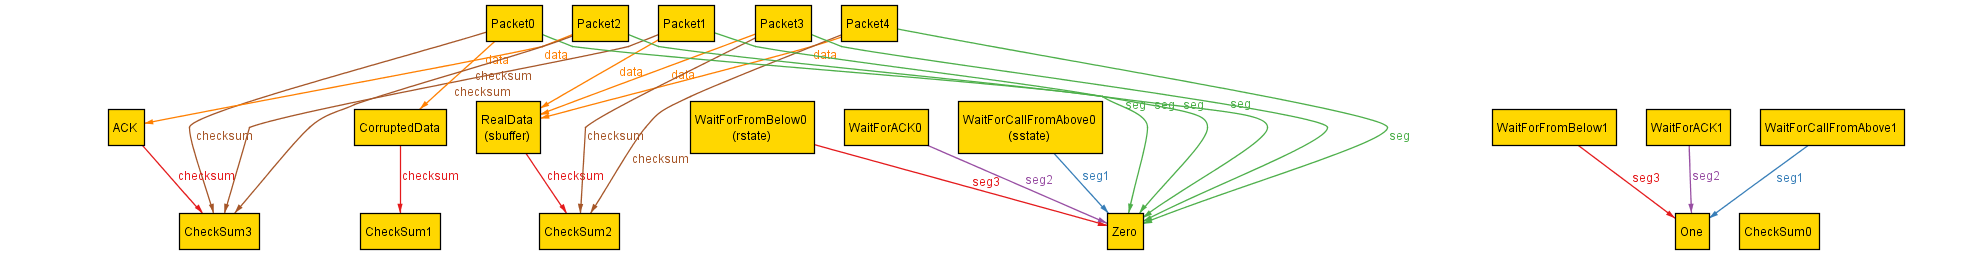 Packet0
Packet2
Packet1
Packet3
Packet4
data
data
data
data
data
checksum
checksum
ACK
CorruptedData
RealData
(sbuffer)
WaitForFromBelow0
(rstate)
WaitForACK0
WaitForCallFromAbove0
(sstate)
seg
seg
seg
seg
seg
WaitForFromBelow1
WaitForACK1
WaitForCallFromAbove1
checksum
checksum
checksum
checksum
checksum
checksum
seg3
seg2
seg1
seg3
seg2
seg1
CheckSum3
CheckSum1
CheckSum2
Zero
One
CheckSum0